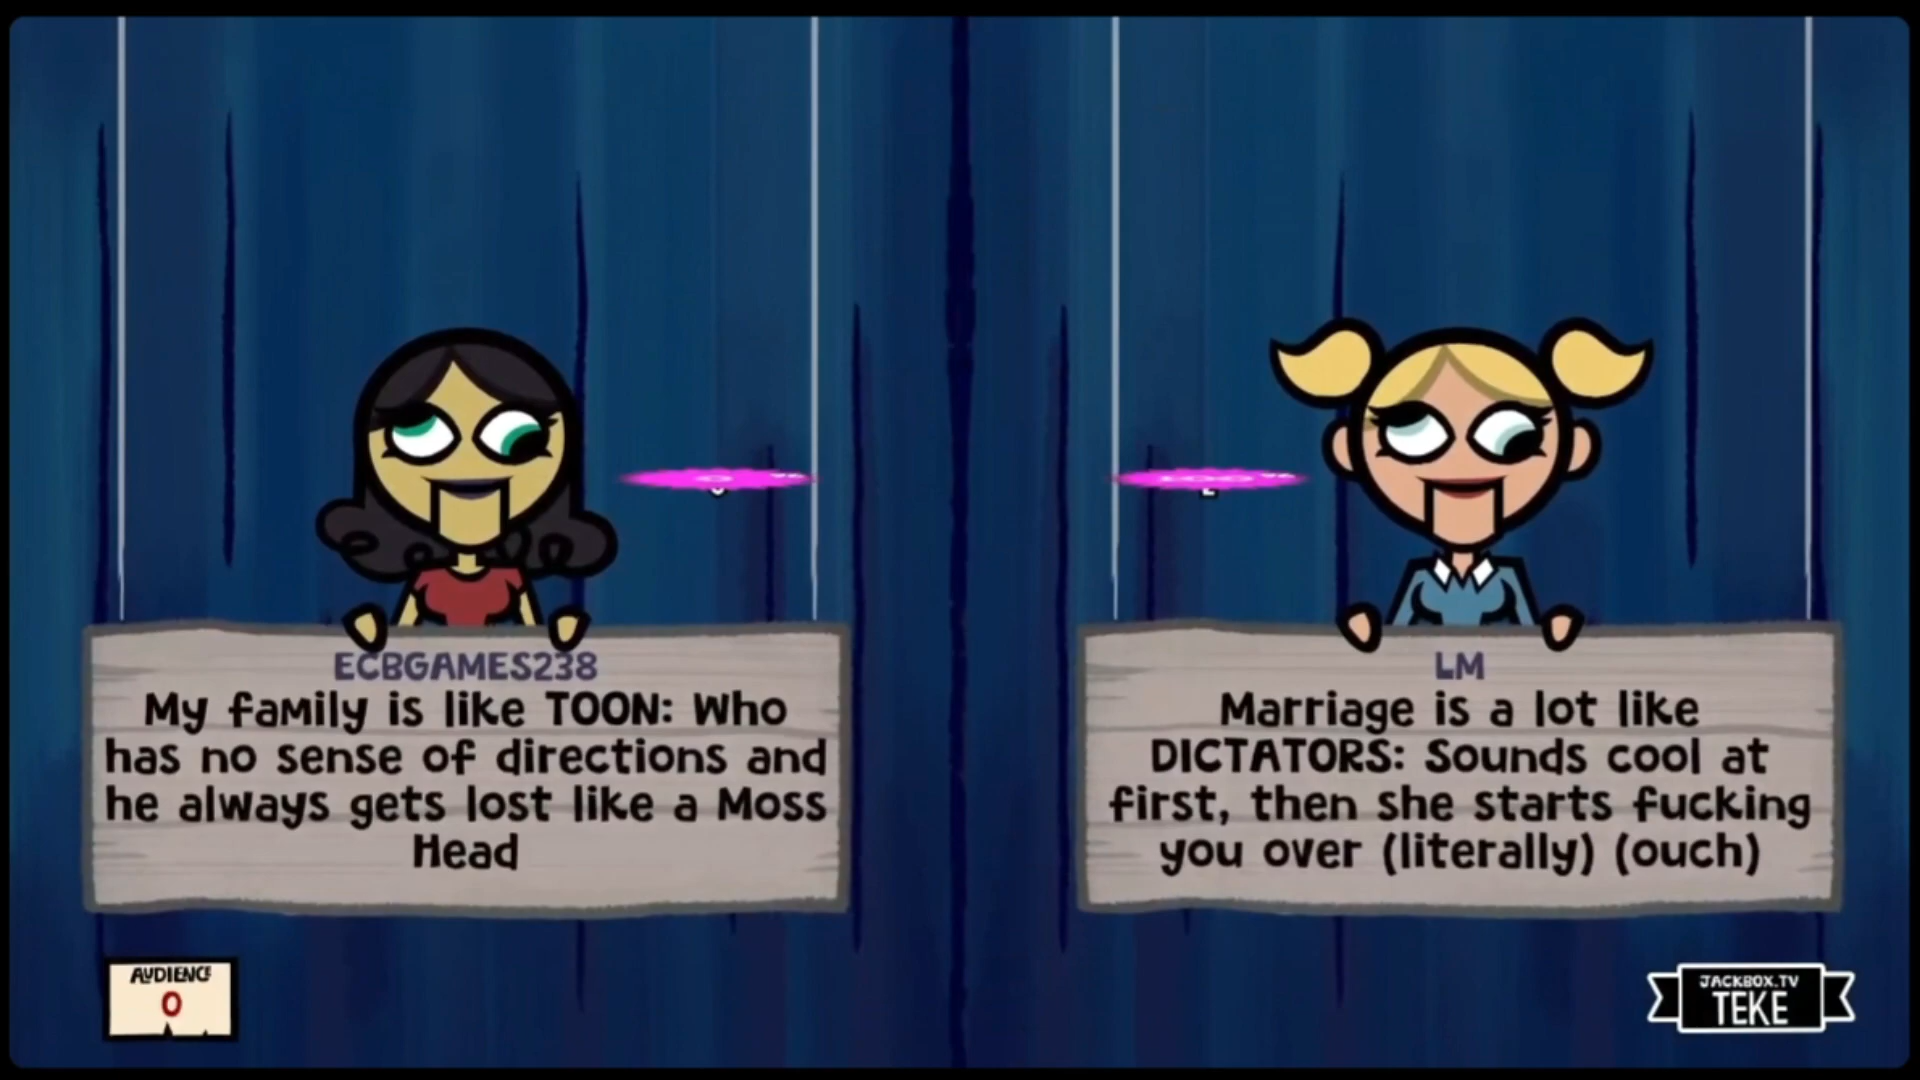 ECBGAMES238
My family is like TOON: Who
has no sense of directions and
he always gets lost like a Moss
Head
LM
Marriage is a lot like
DICTATORS: Sounds cool at
first, then she starts fucking
you over (literally) (ouch)
AUDIENCE
0
JACKBOX.TV
TEKE